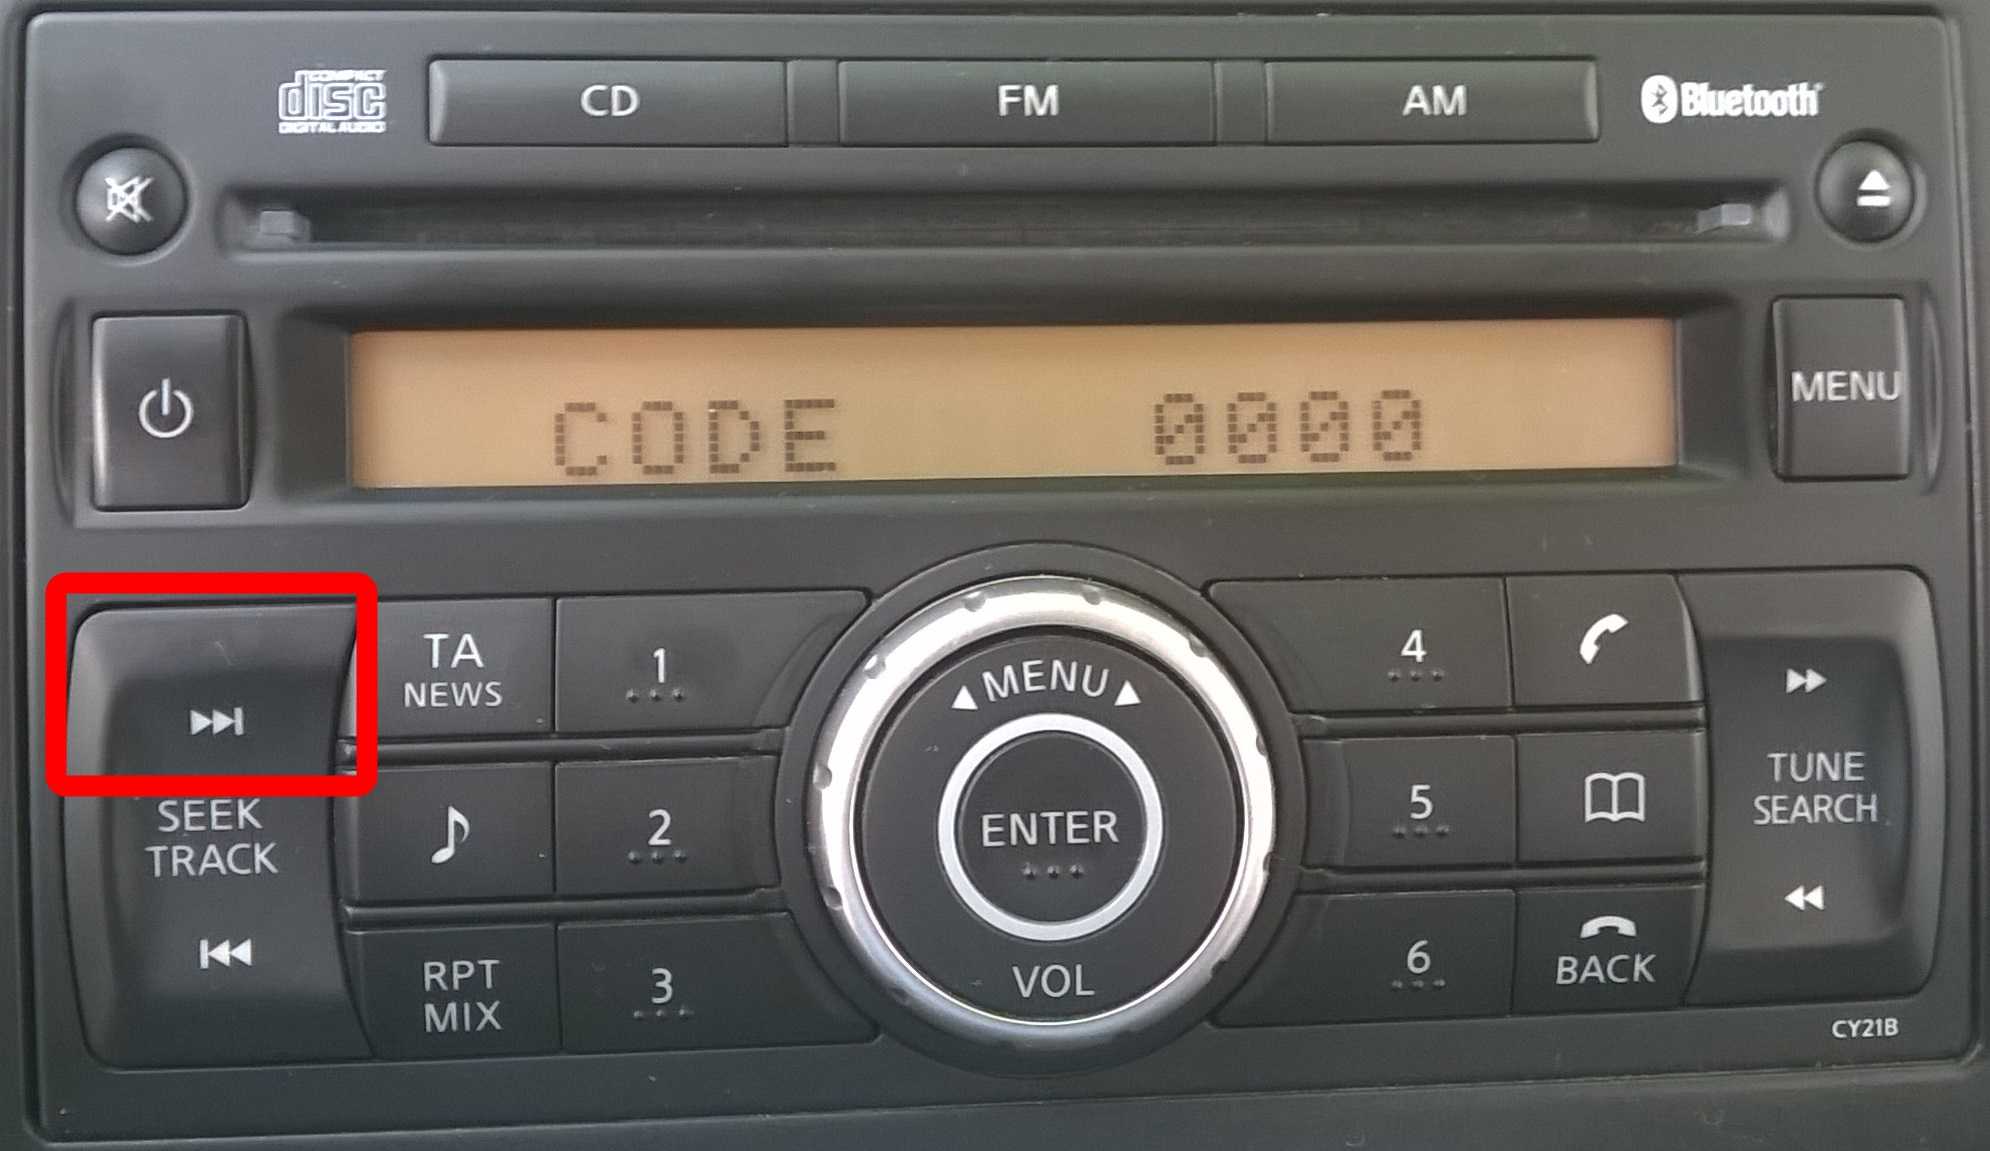 COMPACT
disc
DIGITAL AUDIO
CD
FM
AM
Bluetooth
CODE 0000
MENU
TA
NEWS
1
MENU
4
SEEK
TRACK
2
ENTER
5
TUNE
SEARCH
RPT
MIX
3
VOL
6
BACK
CY21B